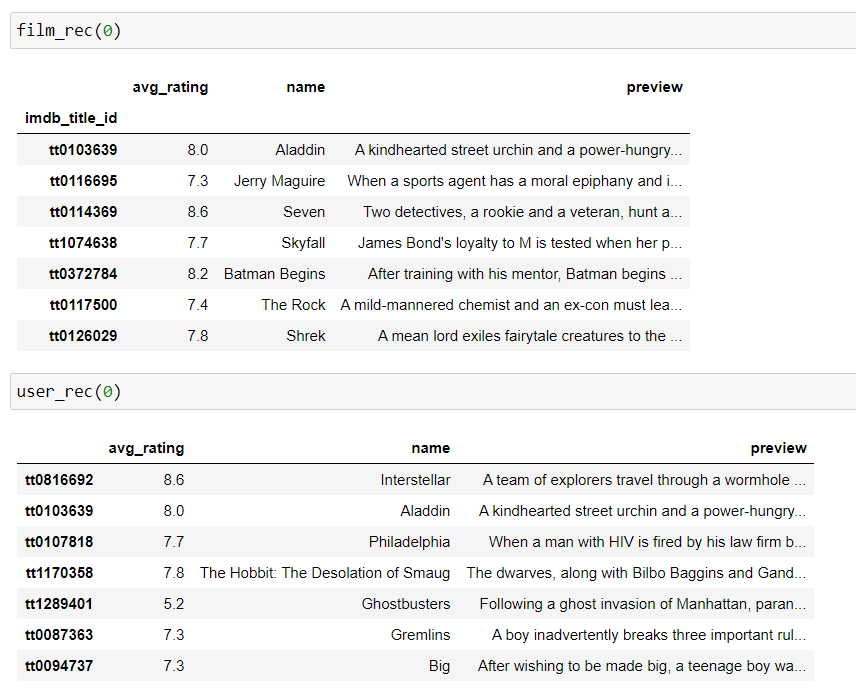 film_rec(0)
avg_rating name preview
imdb_title_id
tt0103639 8.0 Aladdin A kindhearted street urchin and a power-hungry...
tt0116695 7.3 Jerry Maguire When a sports agent has a moral epiphany and i...
tt0114369 8.6 Seven Two detectives, a rookie and a veteran, hunt a...
tt1074638 7.7 Skyfall James Bond's loyalty to M is tested when her p...
tt0372784 8.2 Batman Begins After training with his mentor, Batman begins ...
tt0117500 7.4 The Rock A mild-mannered chemist and an ex-con must lea...
tt0126029 7.8 Shrek A mean lord exiles fairytale creatures to the ...
user_rec(0)
avg_rating name preview
tt0816692 8.6 Interstellar A team of explorers travel through a wormhole ...
tt0103639 8.0 Aladdin A kindhearted street urchin and a power-hungry...
tt0107818 7.7 Philadelphia When a man with HIV is fired by his law firm b...
tt1170358 7.8 The Hobbit: The Desolation of Smaug The dwarves, along with Bilbo Baggins and Gand...
tt1289401 5.2 Ghostbusters Following a ghost invasion of Manhattan, paran...
tt0087363 7.3 Gremlins A boy inadvertently breaks three important rul...
tt0094737 7.3 Big After wishing to be made big, a teenage boy wa...